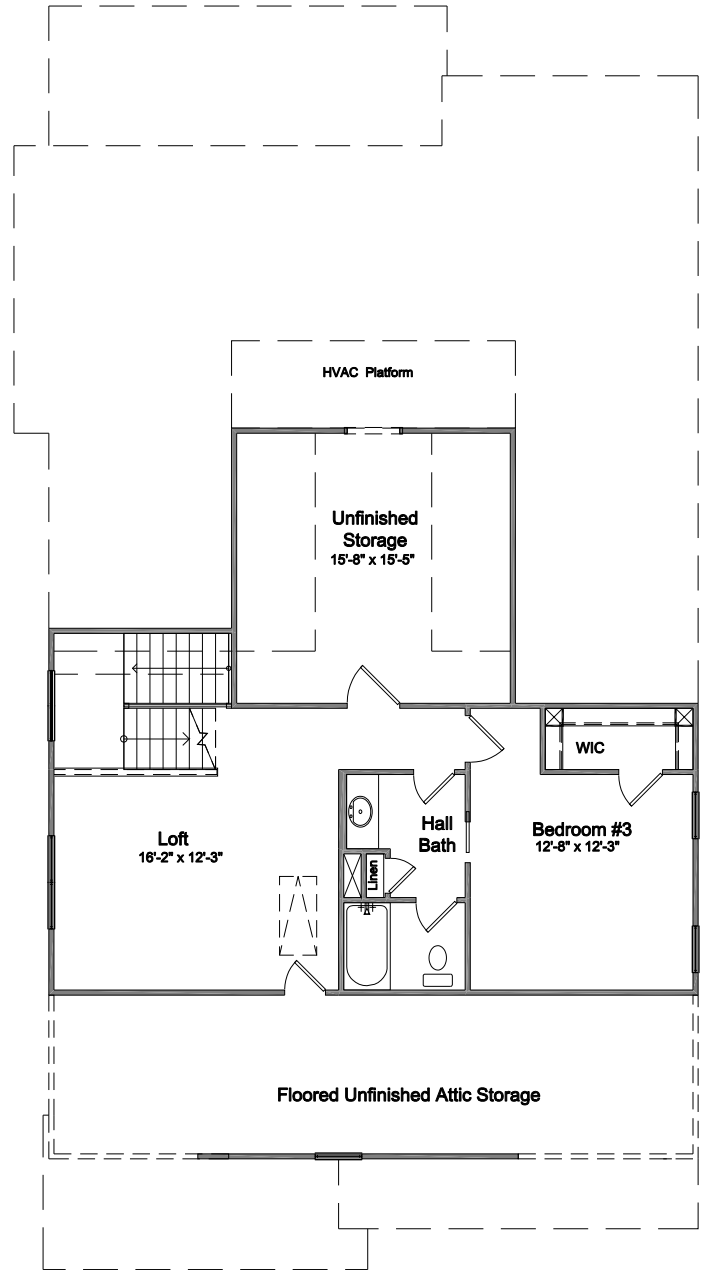 HVAC Platform
Unfinished
Storage
15'-8" x 15'-5"
WIC
Loft
16'-2" x 12'-3"
Hall
Bath
Bedroom #3
12'-8" x 12'-3"
Linen
Floored Unfinished Attic Storage